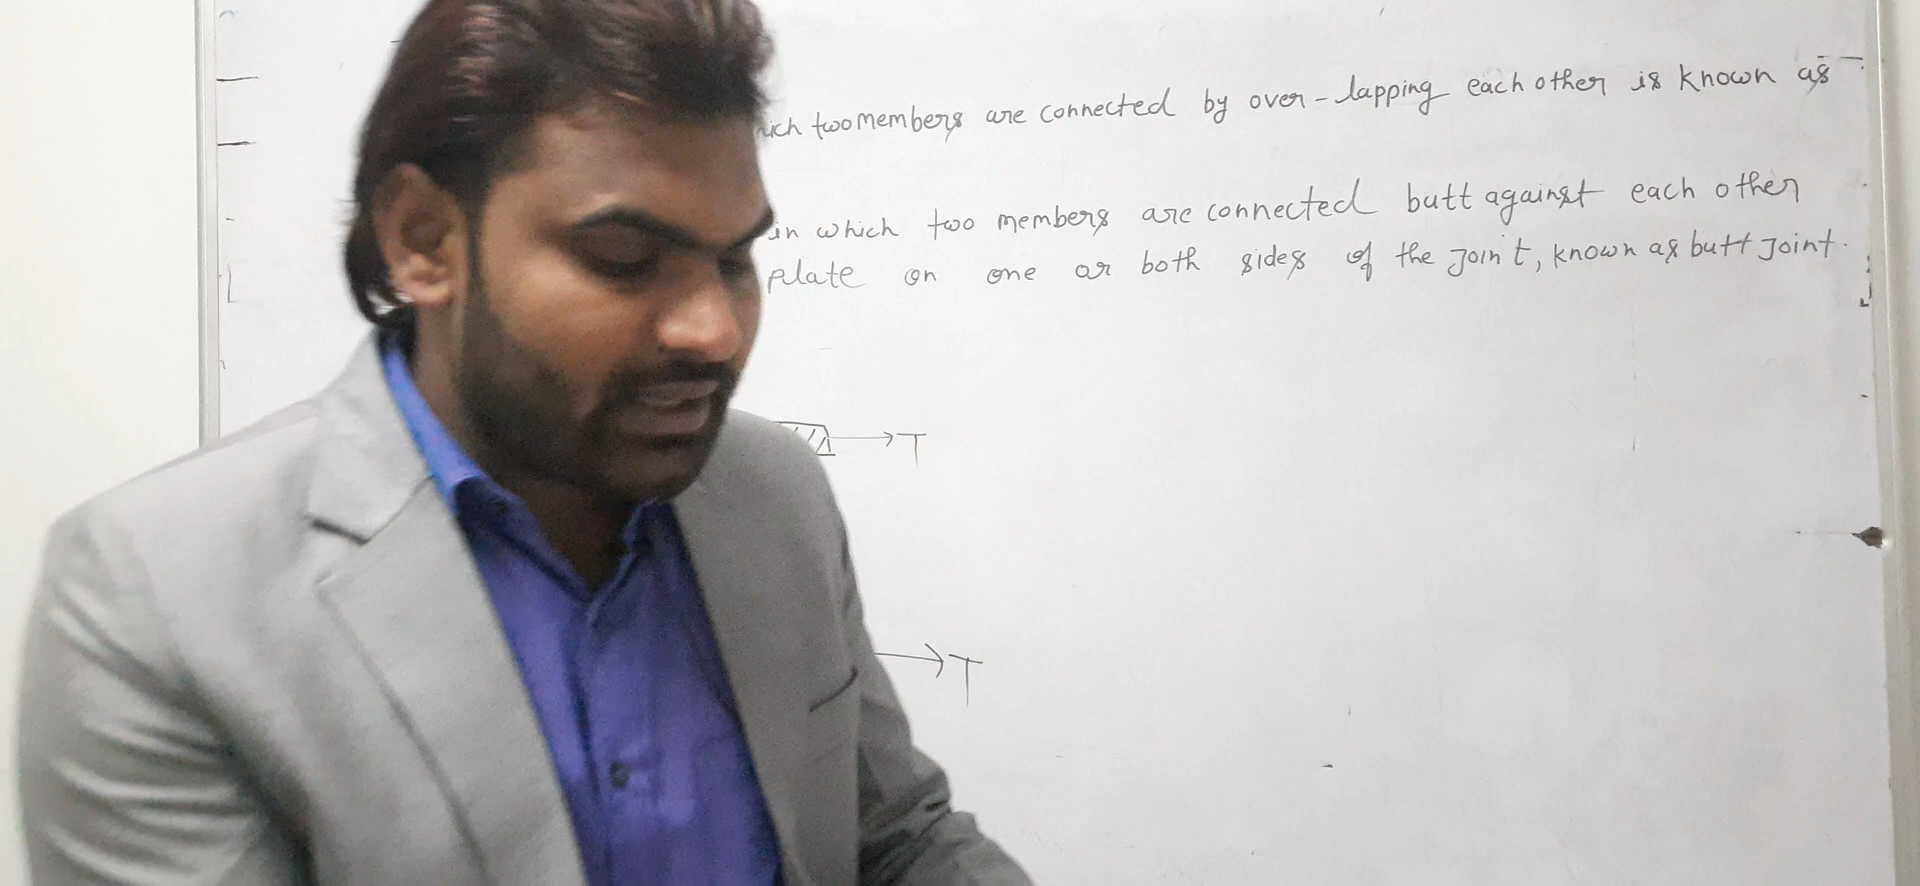 two members are connected by over-lapping each other is known as
in which two members are connected butt against each other
plate on one or both sides of the joint, known as butt joint.
T
T